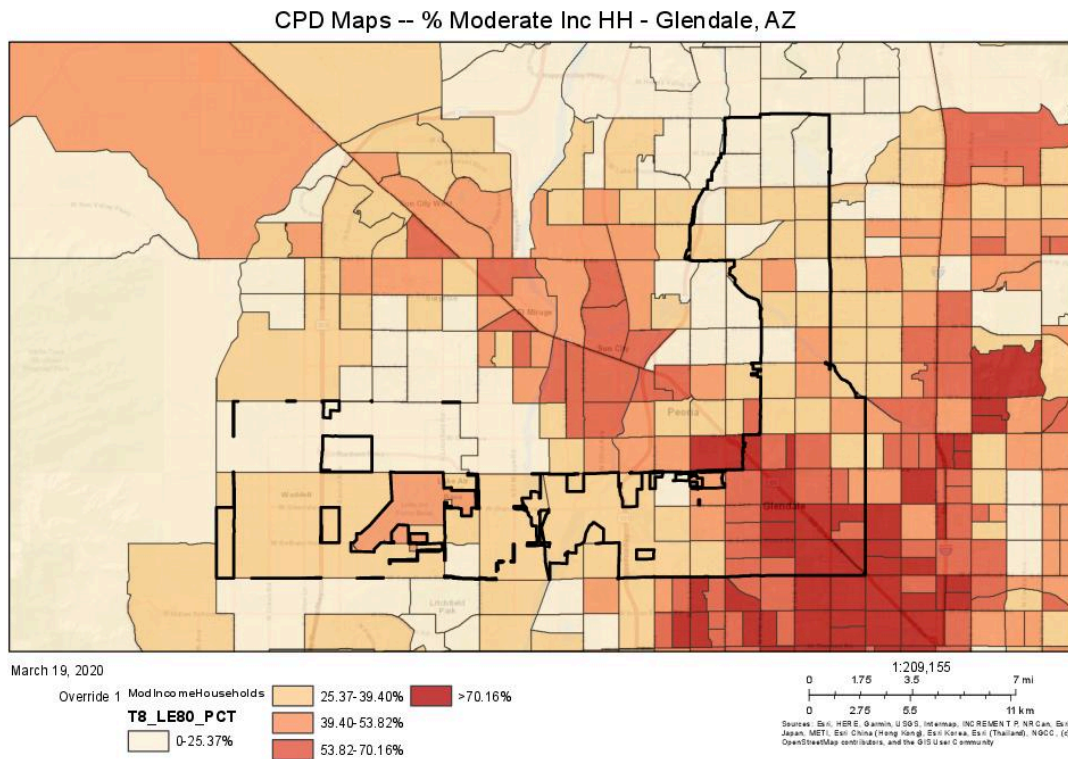 CPD Maps -- % Moderate Inc HH - Glendale, AZ
Sun City West
El Mirage
Sun City
Peoria
Waddell
Glendale
Litchfield
Park
March 19, 2020
Override 1 ModIncomeHouseholds
T8_LE80_PCT
0-25.37%
25.37-39.40%
39.40-53.82%
53.82-70.16%
>70.16%
1:209,155
0 1.75 3.5 7 mi
0 2.75 5.5 11 km
Sources: Esri, HERE, Garmin, USGS, Intermap, INCREMENT P, NRCan, Esri
Japan, METI, Esri China (Hong Kong), Esri Korea, Esri (Thailand), NGCC, (c)
OpenStreetMap contributors, and the GIS User Community